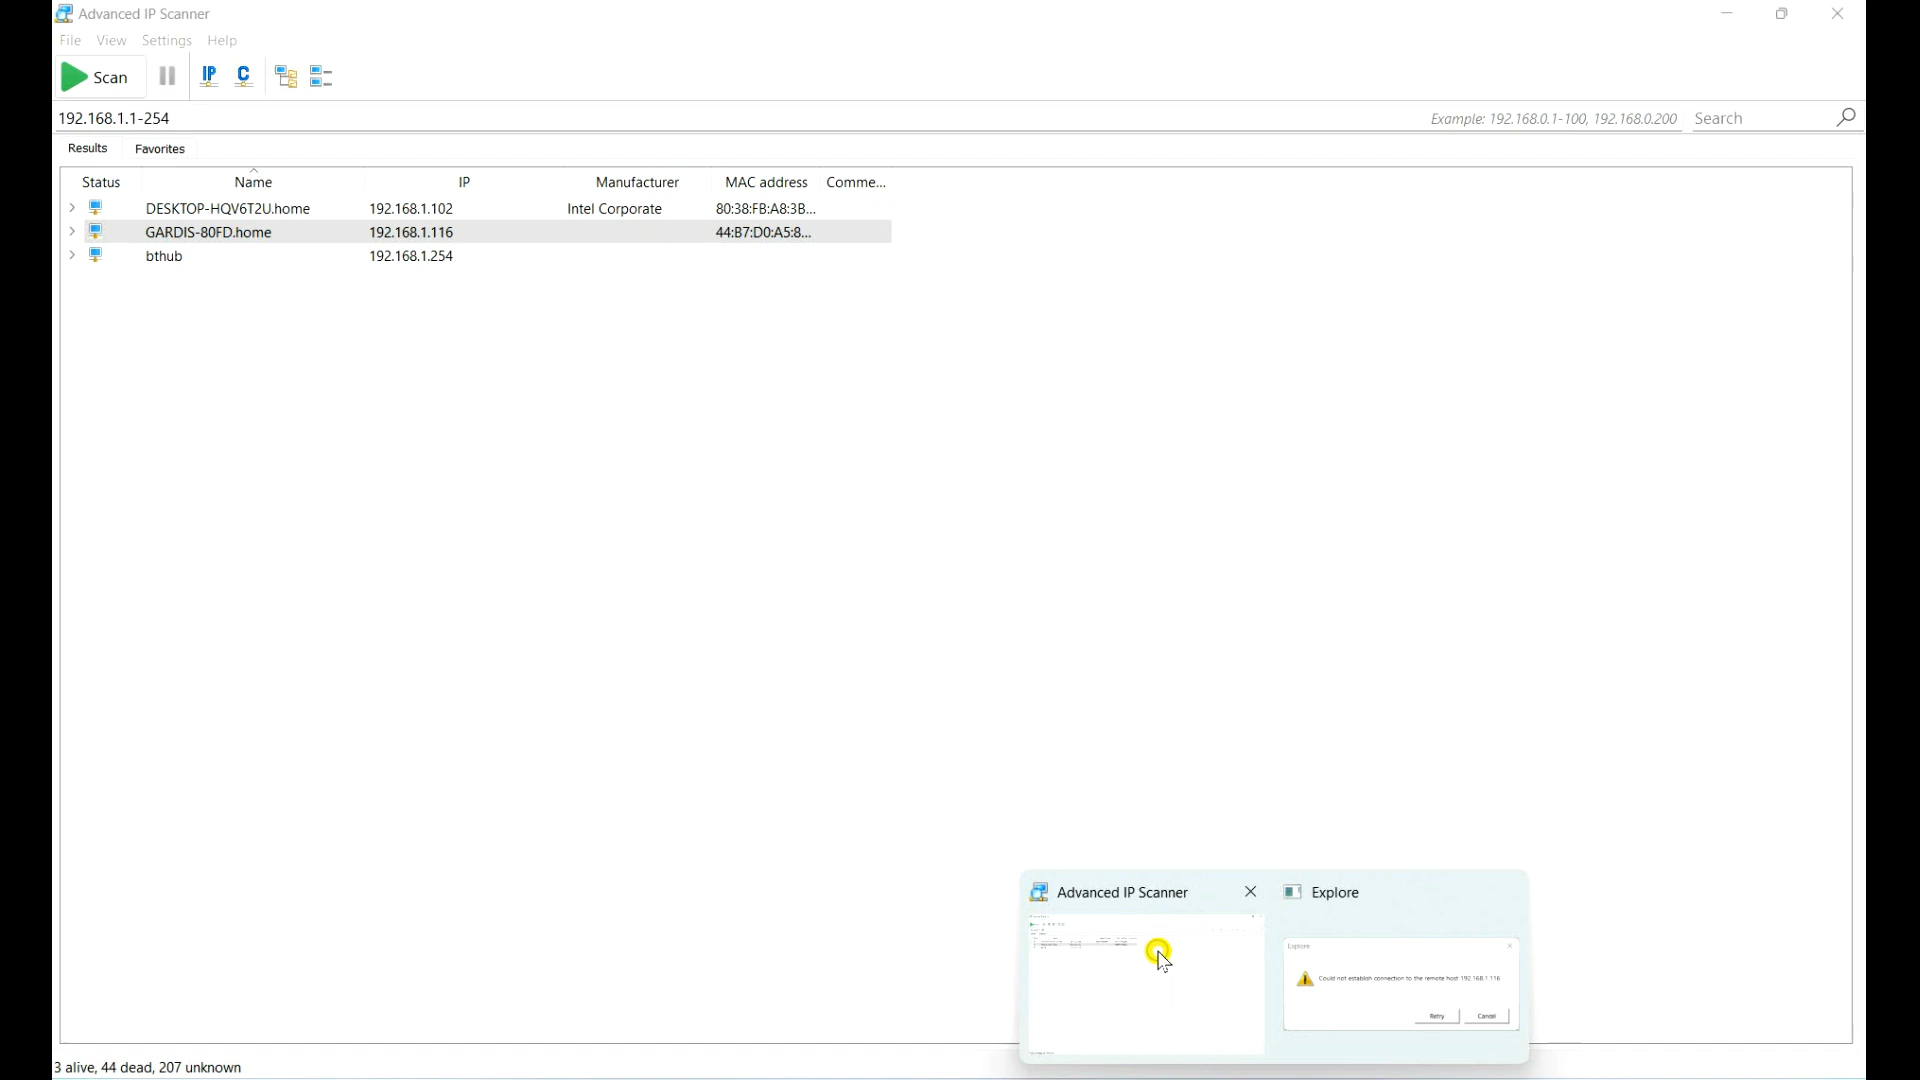 Advanced IP Scanner
File View Settings Help
Scan IP C
192.168.1.1-254 Example: 192.168.0.1-100, 192.168.0.200 Search
Results Favorites
Status Name IP Manufacturer MAC address Comme...
DESKTOP-HQV6T2U.home 192.168.1.102 Intel Corporate 80:38:FB:A8:3B...
GARDIS-80FD.home 192.168.1.116 44:B7:D0:A5:8...
bthub 192.168.1.254
Advanced IP Scanner Explore
Explore
Could not establish connection to the remote host 192.168.1.116
Retry Cancel
3 alive, 44 dead, 207 unknown